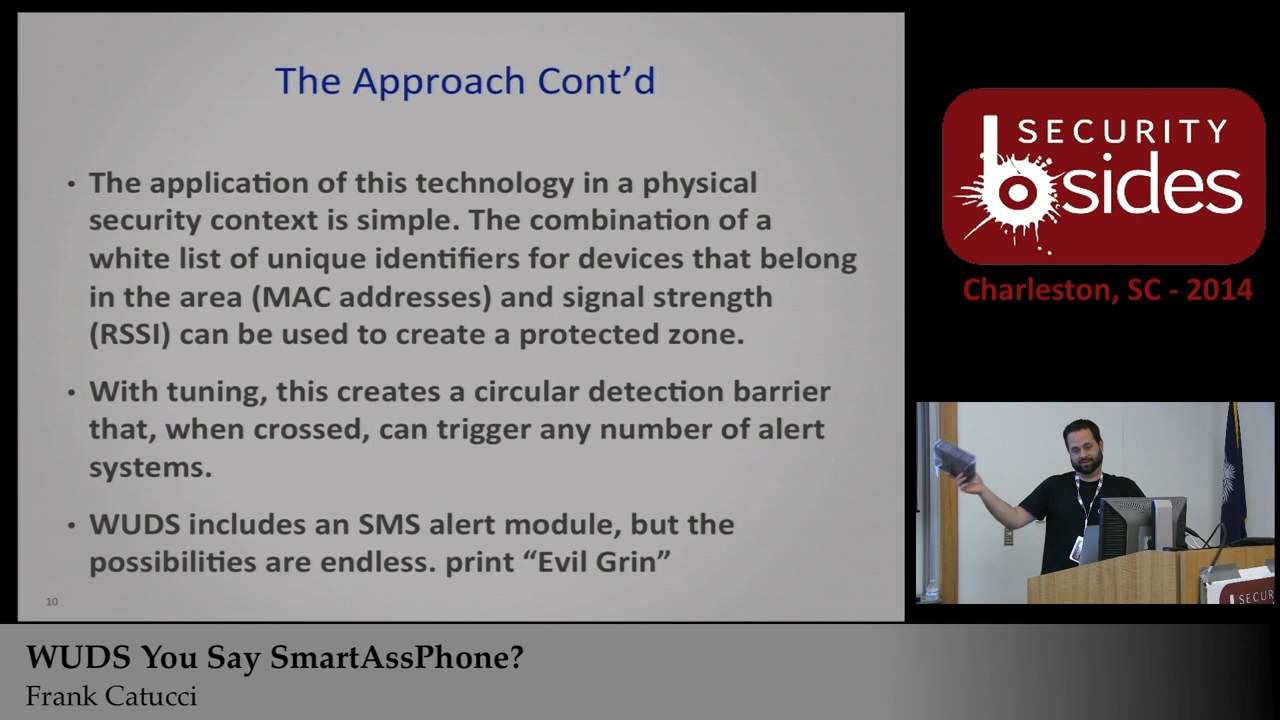 The Approach Cont’d
• The application of this technology in a physical
security context is simple. The combination of a
white list of unique identifiers for devices that belong
in the area (MAC addresses) and signal strength
(RSSI) can be used to create a protected zone.
• With tuning, this creates a circular detection barrier
that, when crossed, can trigger any number of alert
systems.
• WUDS includes an SMS alert module, but the
possibilities are endless. print “Evil Grin”
10
SECURITY
bsides
Charleston, SC - 2014
SECUR
WUDS You Say SmartAssPhone?
Frank Catucci